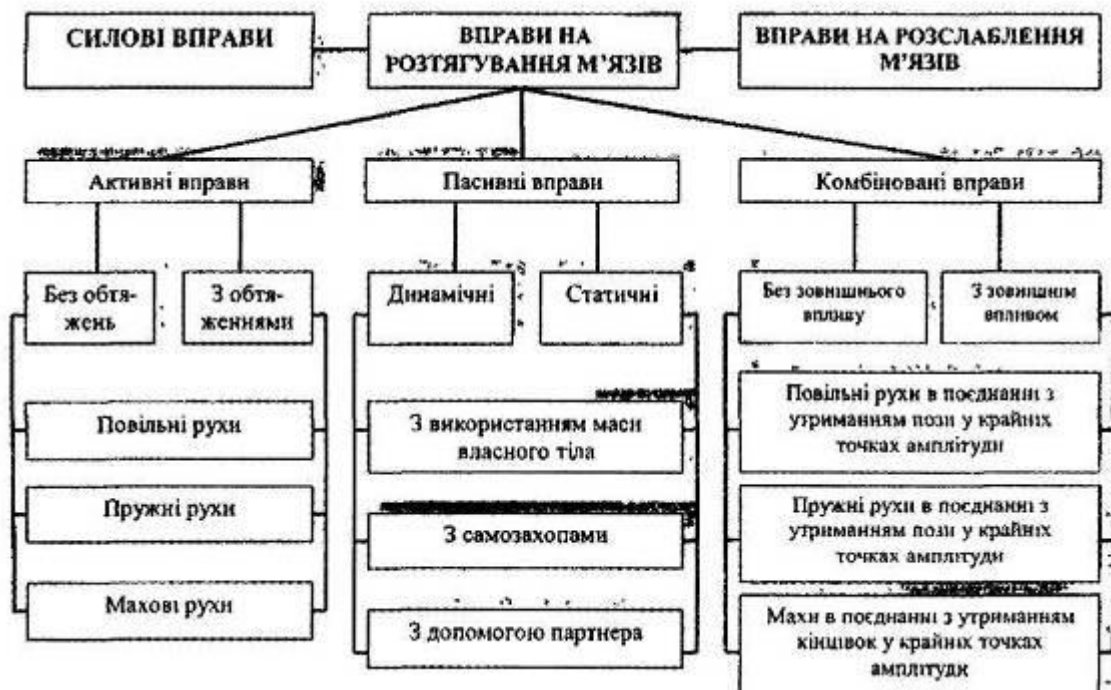 СИЛОВІ ВПРАВИ
ВПРАВИ НА
РОЗТЯГУВАННЯ М'ЯЗІВ
ВПРАВИ НА РОЗСЛАБЛЕННЯ
М'ЯЗІВ
Активні вправи
Пасивні вправи
Комбіновані вправи
Без обтя-
жень
З обтя-
женнями
Динамічні
Статичні
Без зовнішнього
впливу
З зовнішнім
впливом
Повільні рухи
Пружні рухи
Махові рухи
З використанням маси
власного тіла
З самозахопами
З допомогою партнера
Повільні рухи в поєднанні з
утриманням пози у крайніх
точках амплітуди
Пружні рухи в поєднанні з
утриманням пози у крайніх
точках амплітуди
Махи в поєднанні з утриманням
кінцівок у крайніх точках
амплітуди